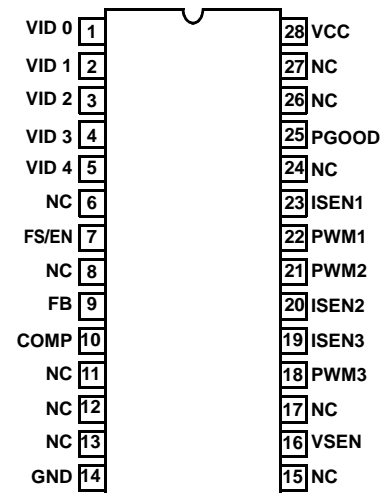 VID 0 1 28 VCC
VID 1 2 27 NC
VID 2 3 26 NC
VID 3 4 25 PGOOD
VID 4 5 24 NC
NC 6 23 ISEN1
FS/EN 7 22 PWM1
NC 8 21 PWM2
FB 9 20 ISEN2
COMP 10 19 ISEN3
NC 11 18 PWM3
NC 12 17 NC
NC 13 16 VSEN
GND 14 15 NC